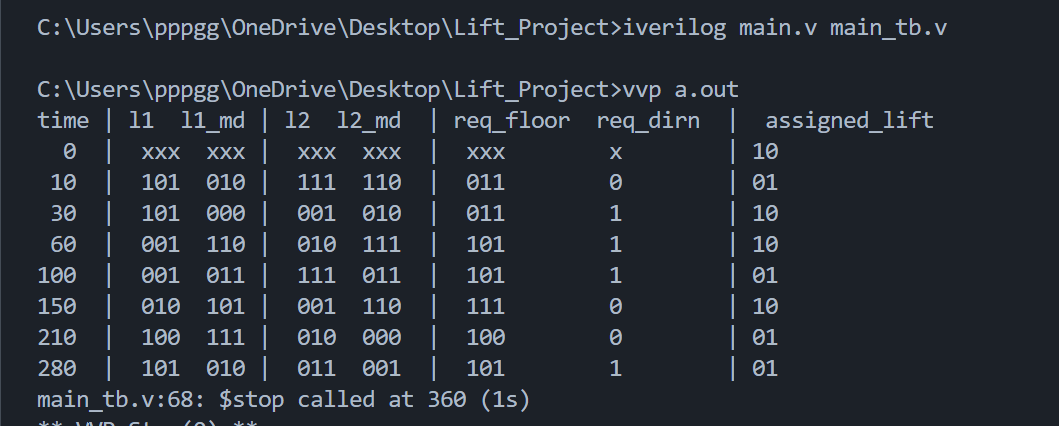 C:\Users\pppgg\OneDrive\Desktop\Lift_Project>iverilog main.v main_tb.v
C:\Users\pppgg\OneDrive\Desktop\Lift_Project>vvp a.out
time | l1  l1_md | l2  l2_md  | req_floor  req_dirn  |  assigned_lift
  0  |  xxx  xxx |  xxx  xxx  |  xxx        x        | 10
 10  |  101  010 |  111  110  |  011        0        | 01
 30  |  101  000 |  001  010  |  011        1        | 10
 60  |  001  110 |  010  111  |  101        1        | 10
100  |  001  011 |  111  011  |  101        1        | 01
150  |  010  101 |  001  110  |  111        0        | 10
210  |  100  111 |  010  000  |  100        0        | 01
280  |  101  010 |  011  001  |  101        1        | 01
main_tb.v:68: $stop called at 360 (1s)